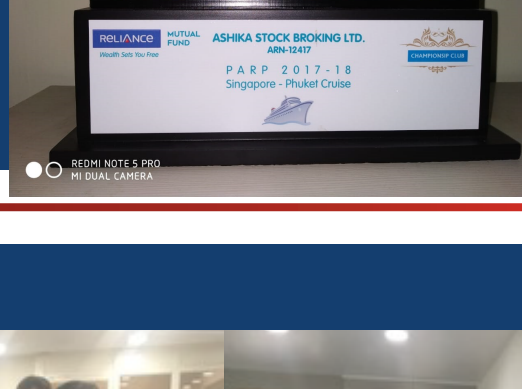 RELIANCE MUTUAL FUND
Wealth Sets You Free
ASHIKA STOCK BROKING LTD.
ARN-12417
CHAMPIONSHIP CLUB
PARP 2017-18
Singapore - Phuket Cruise
REDMI NOTE 5 PRO
MI DUAL CAMERA